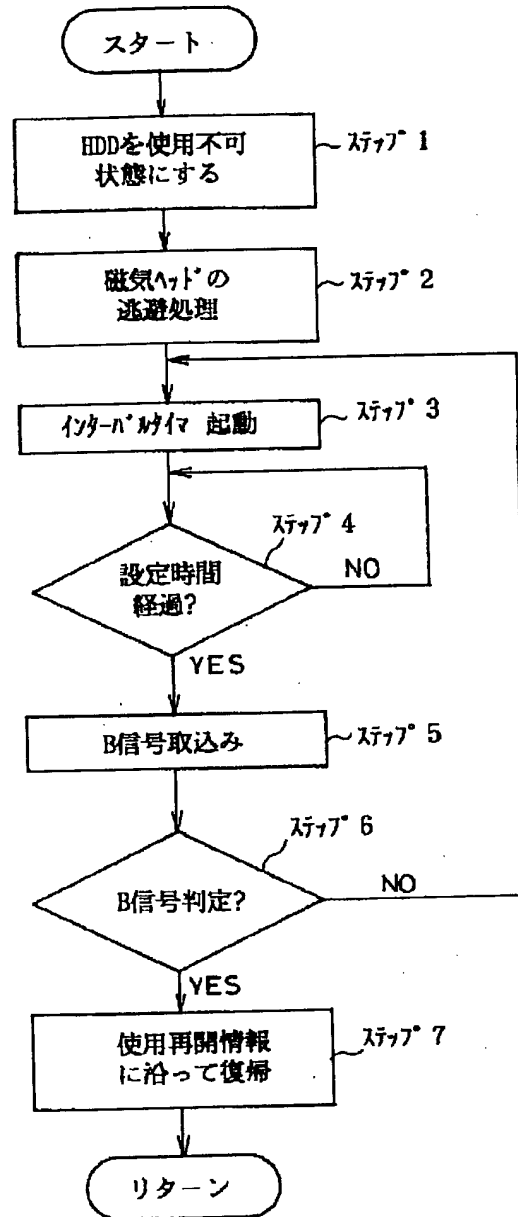 スタート
HDDを使用不可
状態にする
ステップ 1
磁気ヘッドの
逃避処理
ステップ 2
インターバルタイマ 起動
ステップ 3
ステップ 4
設定時間
経過?
NO
YES
B信号取込み
ステップ 5
ステップ 6
B信号判定?
NO
YES
使用再開情報
に沿って復帰
ステップ 7
リターン